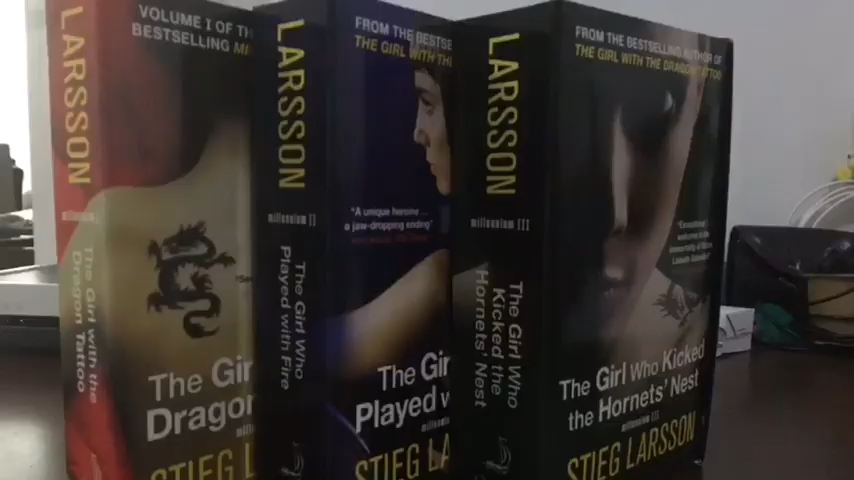 LARSSON
millennium I
The Girl with the
Dragon Tattoo
VOLUME I OF TH
BESTSELLING MI
The Gir
Dragon
STIEG L
LARSSON
millennium II
The Girl Who
Played with Fire
FROM THE BESTSE
THE GIRL WITH THE
"A unique heroine ...
a jaw-dropping ending"
The Gir
Played w
STIEG LA
LARSSON
millennium III
The Girl Who
Kicked the
Hornets' Nest
FROM THE BESTSELLING AUTHOR OF
THE GIRL WITH THE DRAGON TATTOO
The Girl Who Kicked
the Hornets' Nest
millennium III
STIEG LARSSON